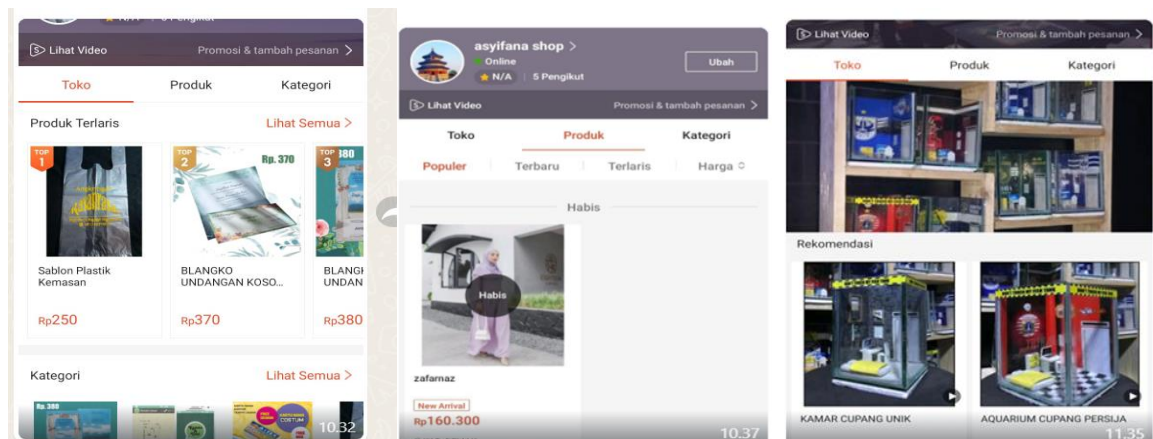 Lihat Video
Promosi & tambah pesanan >
Toko
Produk
Kategori
Produk Terlaris
Lihat Semua >
TOP
1
TOP
2
Rp. 370
TOP
3
380
Sablon Plastik
Kemasan
Rp250
BLANGKO
UNDANGAN KOSO...
Rp370
UNDAN
Rp380
Kategori
Lihat Semua >
Rp. 380
10.32
asyifana shop >
Online
N/A
5 Pengikut
Ubah
Lihat Video
Promosi & tambah pesanan >
Toko
Produk
Kategori
Populer
Terbaru
Terlaris
Harga
Habis
Habis
zafarnaz
New Arrival
Rp160.300
10.37
Lihat Video
Promosi & tambah pesanan >
Toko
Produk
Kategori
Rekomendasi
KAMAR CUPANG UNIK
AQUARIUM CUPANG PERSIJA
11.35